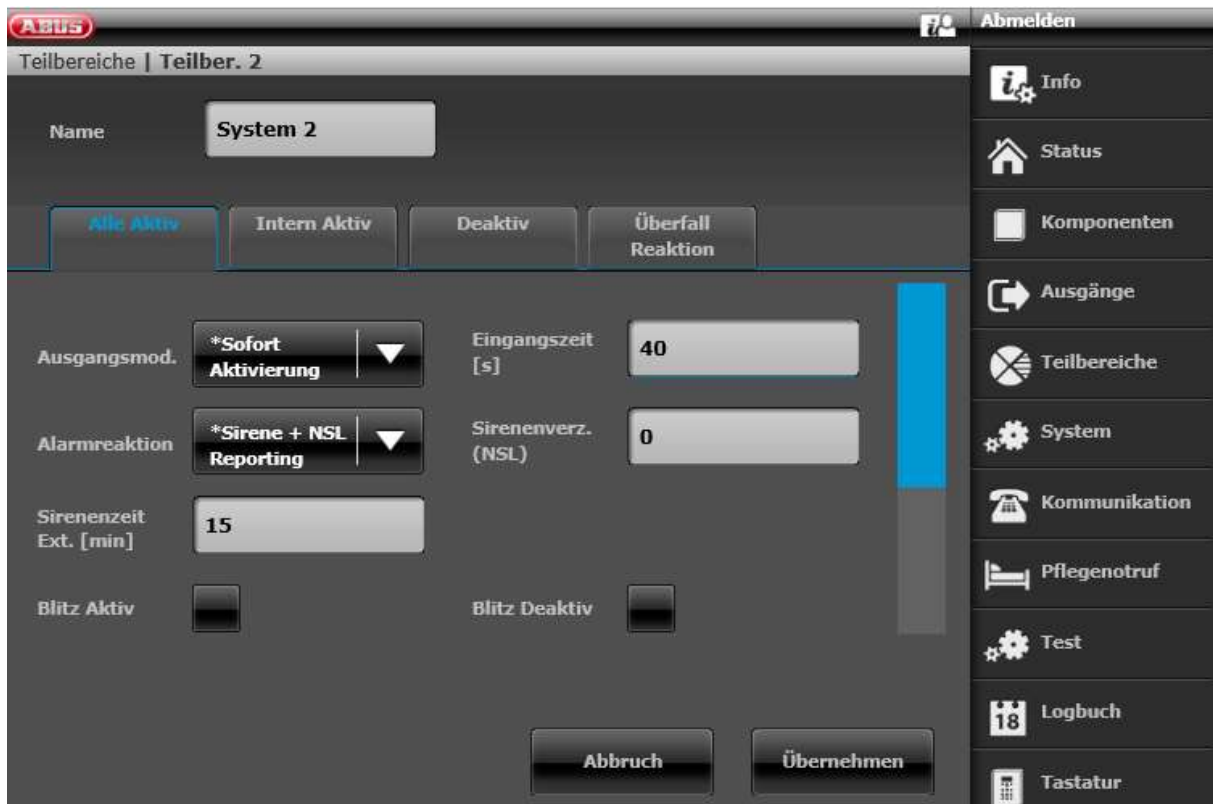 ABUS
Abmelden
Teilbereiche | Teilber. 2
Name
System 2
Alle Aktiv
Intern Aktiv
Deaktiv
Überfall
Reaktion
Ausgangsmod.
*Sofort
Aktivierung
Eingangszeit
[s]
40
Alarmreaktion
*Sirene + NSL
Reporting
Sirenenverz.
(NSL)
0
Sirenenzeit
Ext. [min]
15
Blitz Aktiv
Blitz Deaktiv
Abbruch
Übernehmen
Info
Status
Komponenten
Ausgänge
Teilbereiche
System
Kommunikation
Pflegenotruf
Test
18
Logbuch
Tastatur